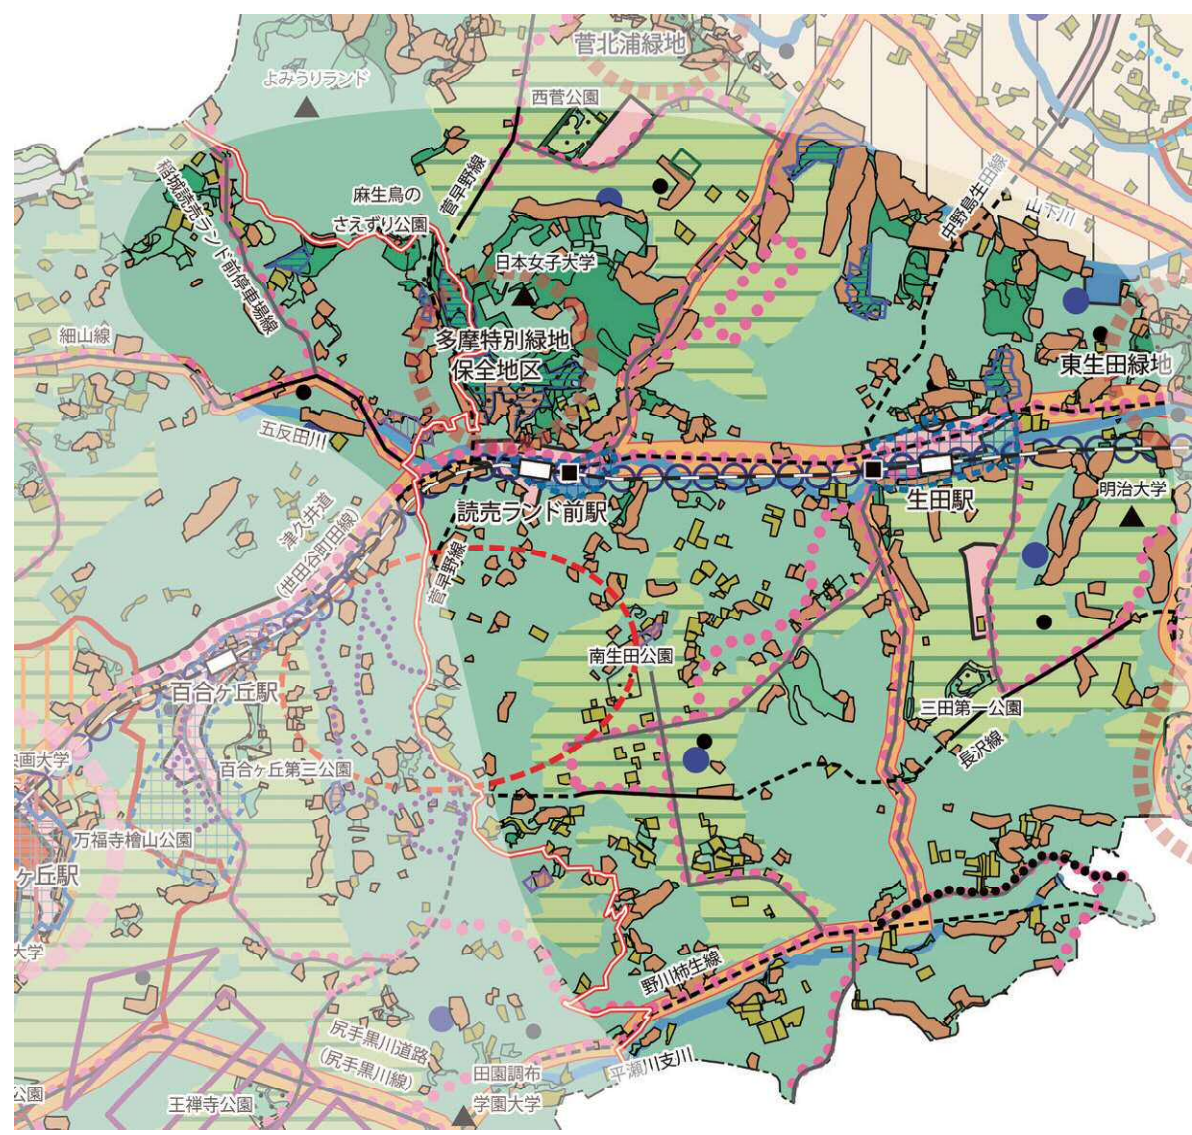 菅北浦緑地
よみうりランド
西菅公園
稲城読売ランド前停車場線
麻生鳥の
さえずり公園
菅早野線
中野島生田線
山下川
日本女子大学
細山線
多摩特別緑地
保全地区
東生田緑地
五反田川
読売ランド前駅
生田駅
明治大学
津久井道
(世田谷町田線)
菅早野線
南生田公園
百合ヶ丘駅
三田第一公園
長沢線
映画大学
百合ヶ丘第三公園
万福寺檜山公園
ヶ丘駅
大学
野川柿生線
尻手黒川道路
(尻手黒川線)
平瀬川支川
田園調布
学園大学
公園
王禅寺公園